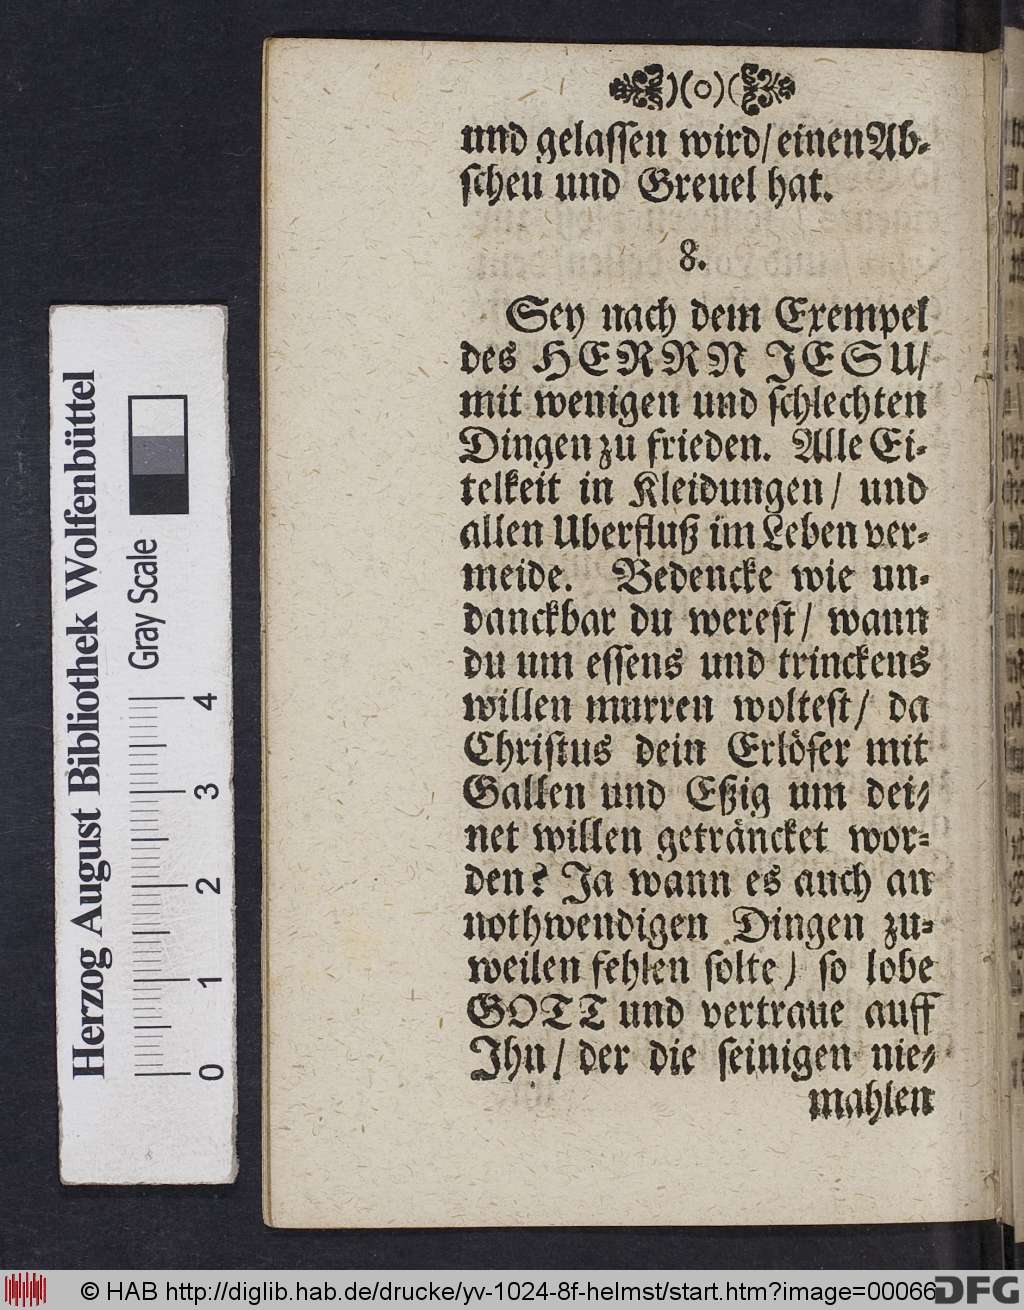 )(o)(
und gelaſſen wird/ einen Ab-
ſcheu und Greuel hat.
8.
Sey nach dem Exempel
des HERRN JESU/
mit wenigen und ſchlechten
Dingen zu frieden. Alle Ei-
telkeit in Kleidungen/ und
allen Uberfluß im Leben ver-
meide. Bedencke wie un-
danckbar du wereſt/ wann
du um eſſens und trinckens
willen murren wolteſt/ da
Chriſtus dein Erlöſer mit
Gallen und Eßig um dei-
net willen geträncket wor-
den? Ja wann es auch an
nothwendigen Dingen zu-
weilen fehlen ſolte/ ſo lobe
GOTT und vertraue auff
Ihn/ der die ſeinigen nie-
mahlen
Herzog August Bibliothek Wolfenbüttel
Gray Scale
0 1 2 3 4
© HAB http://diglib.hab.de/drucke/yv-1024-8f-helmst/start.htm?image=00066
DFG